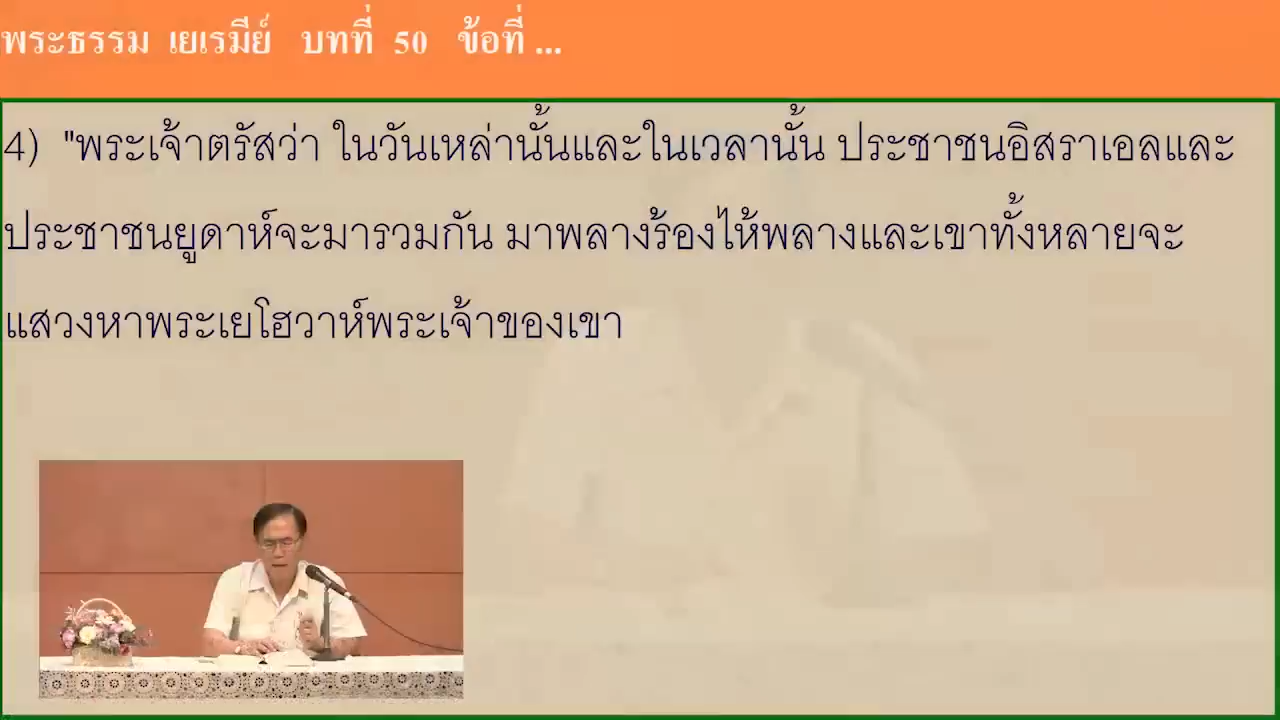 พระธรรม เยเรมีย์ บทที่ 50 ข้อที่ ...
4) "พระเจ้าตรัสว่า ในวันเหล่านั้นและในเวลานั้น ประชาชนอิสราเอลและ
ประชาชนยูดาห์จะมารวมกัน มาพลางร้องไห้พลางและเขาทั้งหลายจะ
แสวงหาพระเยโฮวาห์พระเจ้าของเขา